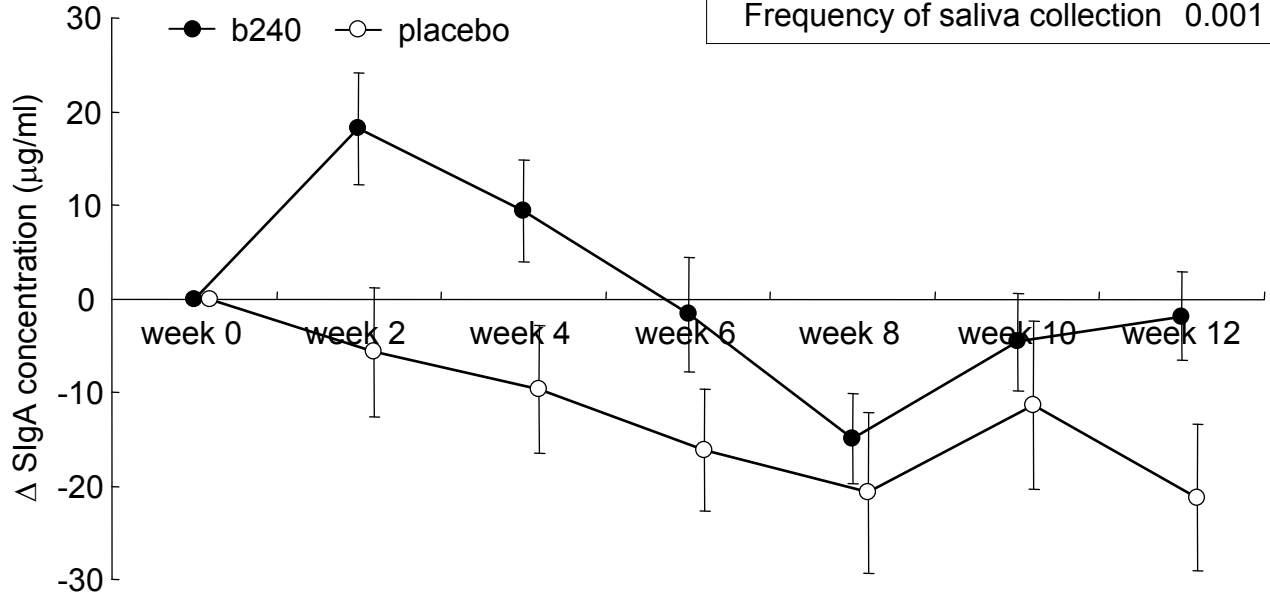 Frequency of saliva collection 0.001
b240 placebo
Δ SIgA concentration (μg/ml)
30
20
10
0
-10
-20
-30
week 0 week 2 week 4 week 6 week 8 week 10 week 12